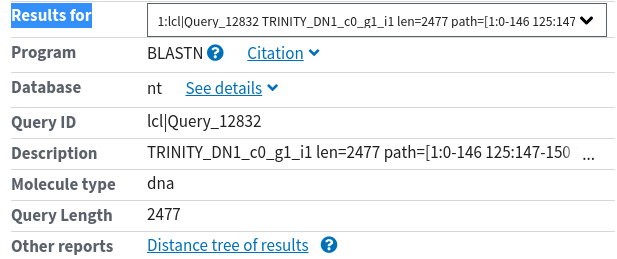 Results for 1:lcl|Query_12832 TRINITY_DN1_c0_g1_i1 len=2477 path=[1:0-146 125:147
Program BLASTN ? Citation
Database nt See details
Query ID lcl|Query_12832
Description TRINITY_DN1_c0_g1_i1 len=2477 path=[1:0-146 125:147-150 ...
Molecule type dna
Query Length 2477
Other reports Distance tree of results ?